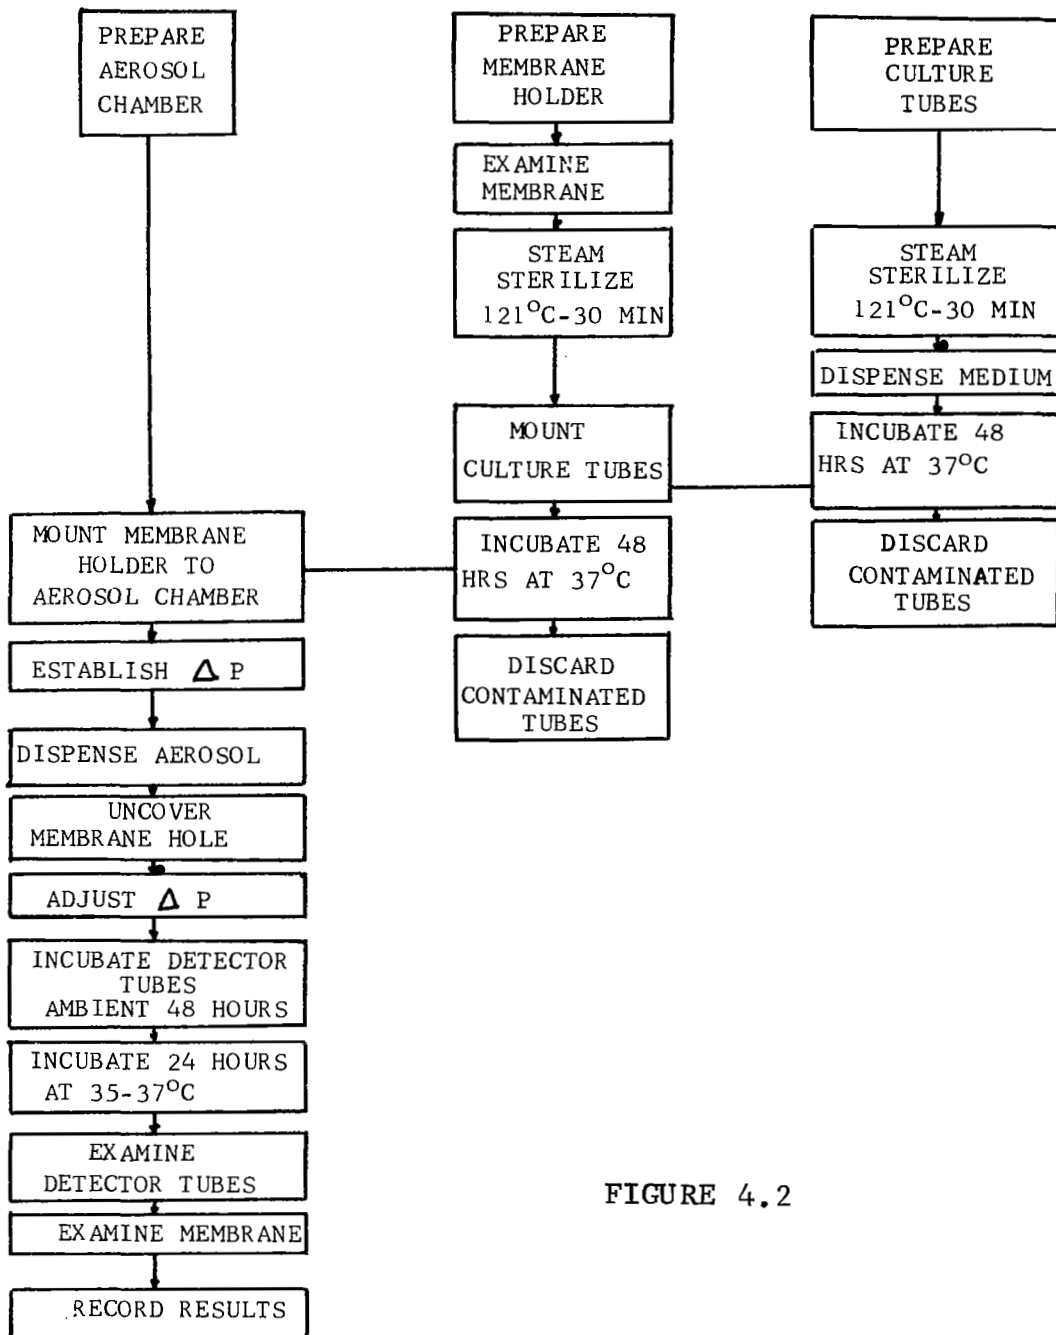 PREPARE
AEROSOL
CHAMBER
MOUNT MEMBRANE
HOLDER TO
AEROSOL CHAMBER
ESTABLISH Δ P
DISPENSE AEROSOL
UNCOVER
MEMBRANE HOLE
ADJUST Δ P
INCUBATE DETECTOR
TUBES
AMBIENT 48 HOURS
INCUBATE 24 HOURS
AT 35-37°C
EXAMINE
DETECTOR TUBES
EXAMINE MEMBRANE
RECORD RESULTS
PREPARE
MEMBRANE
HOLDER
EXAMINE
MEMBRANE
STEAM
STERILIZE
121°C-30 MIN
MOUNT
CULTURE TUBES
INCUBATE 48
HRS AT 37°C
DISCARD
CONTAMINATED
TUBES
PREPARE
CULTURE
TUBES
STEAM
STERILIZE
121°C-30 MIN
DISPENSE MEDIUM
INCUBATE 48
HRS AT 37°C
DISCARD
CONTAMINATED
TUBES
FIGURE 4.2